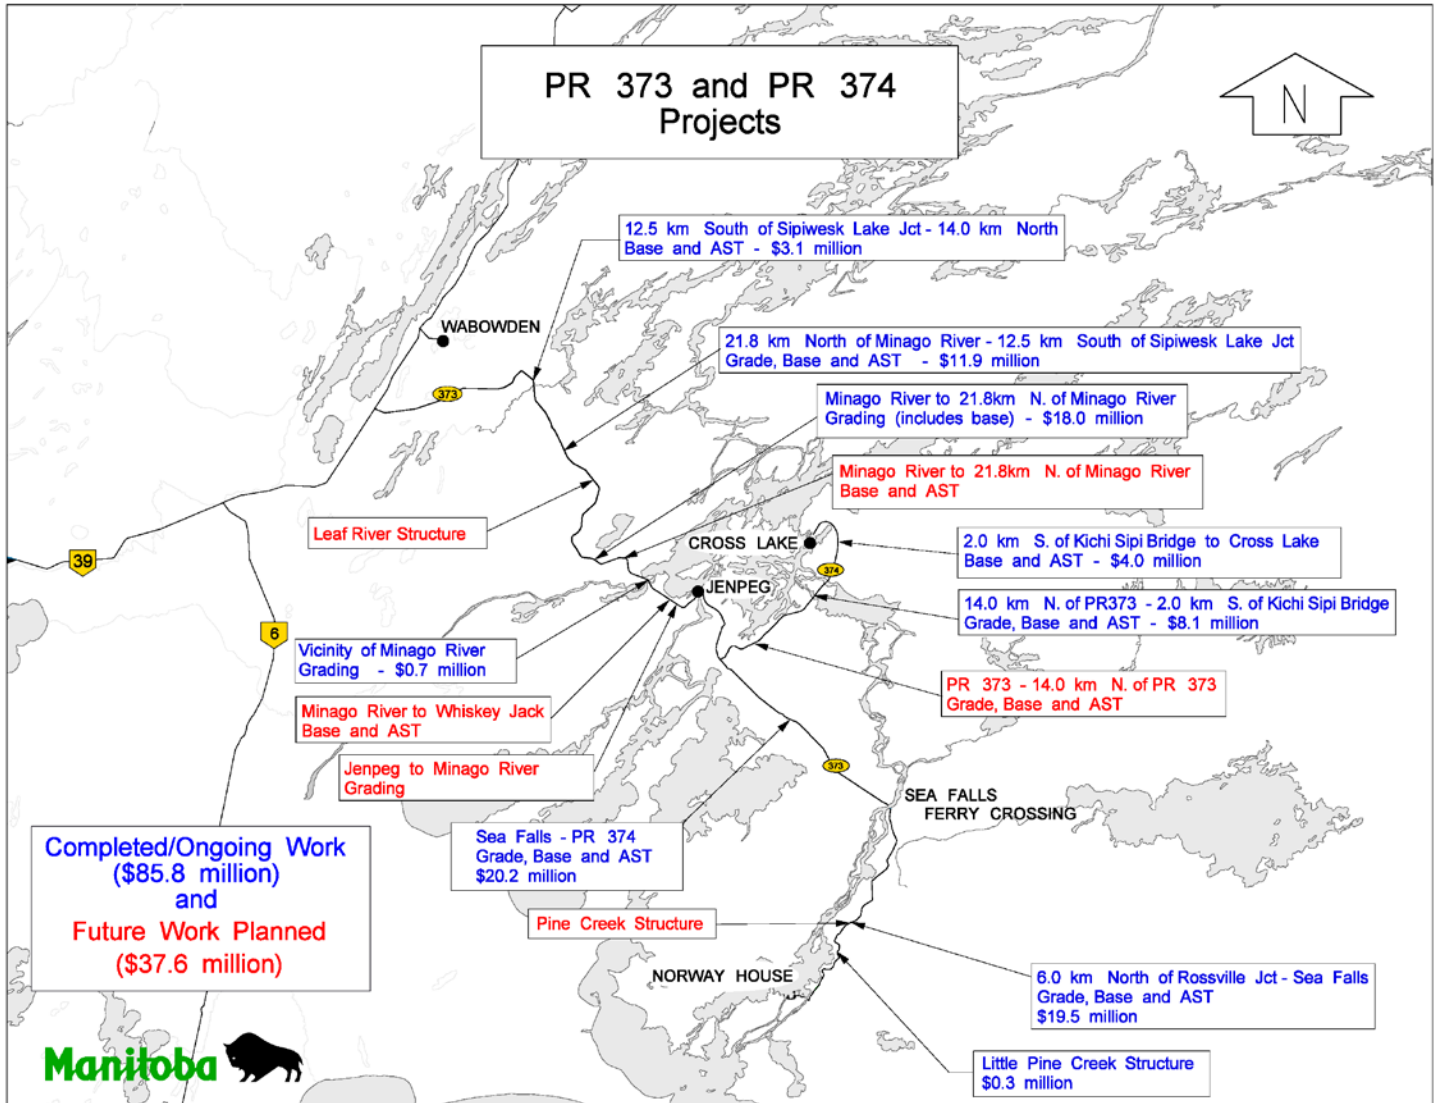 PR 373 and PR 374
Projects
N
12.5 km South of Sipiwesk Lake Jct - 14.0 km North
Base and AST - $3.1 million
WABOWDEN
373
21.8 km North of Minago River - 12.5 km South of Sipiwesk Lake Jct
Grade, Base and AST - $11.9 million
Minago River to 21.8km N. of Minago River
Grading (includes base) - $18.0 million
Minago River to 21.8km N. of Minago River
Base and AST
Leaf River Structure
CROSS LAKE
2.0 km S. of Kichi Sipi Bridge to Cross Lake
Base and AST - $4.0 million
39
374
JENPEG
14.0 km N. of PR373 - 2.0 km S. of Kichi Sipi Bridge
Grade, Base and AST - $8.1 million
6
Vicinity of Minago River
Grading - $0.7 million
PR 373 - 14.0 km N. of PR 373
Grade, Base and AST
Minago River to Whiskey Jack
Base and AST
Jenpeg to Minago River
Grading
373
SEA FALLS
FERRY CROSSING
Sea Falls - PR 374
Grade, Base and AST
$20.2 million
Completed/Ongoing Work
($85.8 million)
and
Future Work Planned
($37.6 million)
Pine Creek Structure
NORWAY HOUSE
6.0 km North of Rossville Jct - Sea Falls
Grade, Base and AST
$19.5 million
Little Pine Creek Structure
$0.3 million
Manitoba